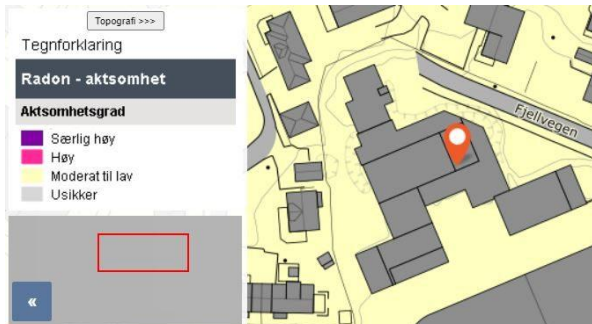 Topografi >>>
Tegnforklaring
Radon - aktsomhet
Aktsomhetsgrad
Særlig høy
Høy
Moderat til lav
Usikker
«
Fjellvegen